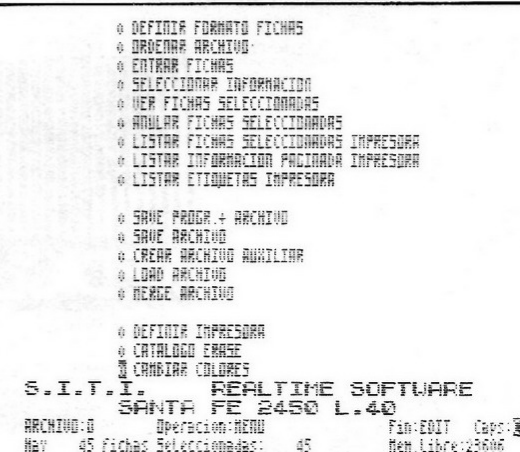 ◊ DEFINIR FORMATO FICHAS
◊ ORDENAR ARCHIVO
◊ ENTRAR FICHAS
◊ SELECCIONAR INFORMACION
◊ VER FICHAS SELECCIONADAS
◊ ANULAR FICHAS SELECCIONADAS
◊ LISTAR FICHAS SELECCIONADAS IMPRESORA
◊ LISTAR INFORMACION PAGINADA IMPRESORA
◊ LISTAR ETIQUETAS IMPRESORA
◊ SAVE PROGR.+ ARCHIVO
◊ SAVE ARCHIVO
◊ CREAR ARCHIVO AUXILIAR
◊ LOAD ARCHIVO
◊ MERGE ARCHIVO
◊ DEFINIR IMPRESORA
◊ CATALOGO ERASE
CAMBIAR COLORES
S.I.T.I. REALTIME SOFTWARE
SANTA FE 2450 L.40
ARCHIVO:0 Operacion:MENU Fin:EDIT Caps:
Hay 45 Fichas Seleccionadas: 45 Mem.Libre:23606